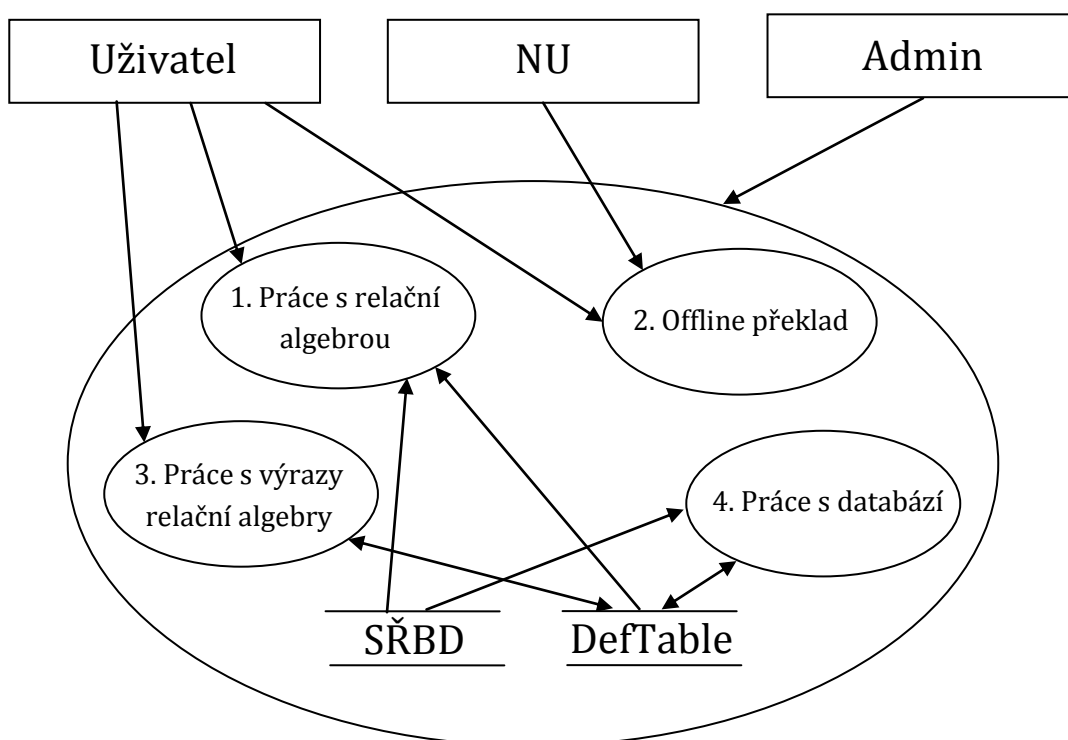 Uživatel
NU
Admin
1. Práce s relační
algebrou
2. Offline překlad
3. Práce s výrazy
relační algebry
4. Práce s databází
SŘBD
DefTable